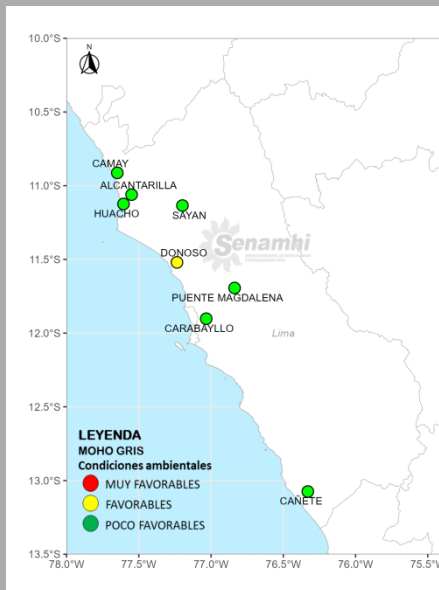 N
10.0°S
10.5°S
11.0°S
11.5°S
12.0°S
12.5°S
13.0°S
13.5°S
CAMAY
ALCANTARILLA
HUACHO
SAYAN
DONOSO
Senamhi
PUENTE MAGDALENA
CARABAYLLO
Lima
CAÑETE
LEYENDA
MOHO GRIS
Condiciones ambientales
MUY FAVORABLES
FAVORABLES
POCO FAVORABLES
78.0°W 77.5°W 77.0°W 76.5°W 76.0°W 75.5°W